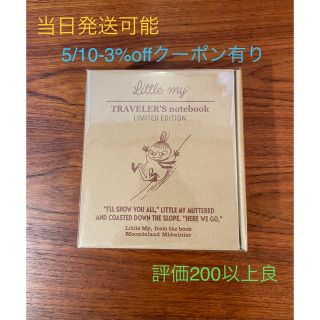 当日発送可能
5/10-3%offクーポン有り
Little my
TRAVELER'S notebook
LIMITED EDITION
"I'LL SHOW YOU ALL," LITTLE MY MUTTERED
AND COASTED DOWN THE SLOPE. "HERE WE GO,"
Little My, from the book
Moominland Midwinter
評価200以上良